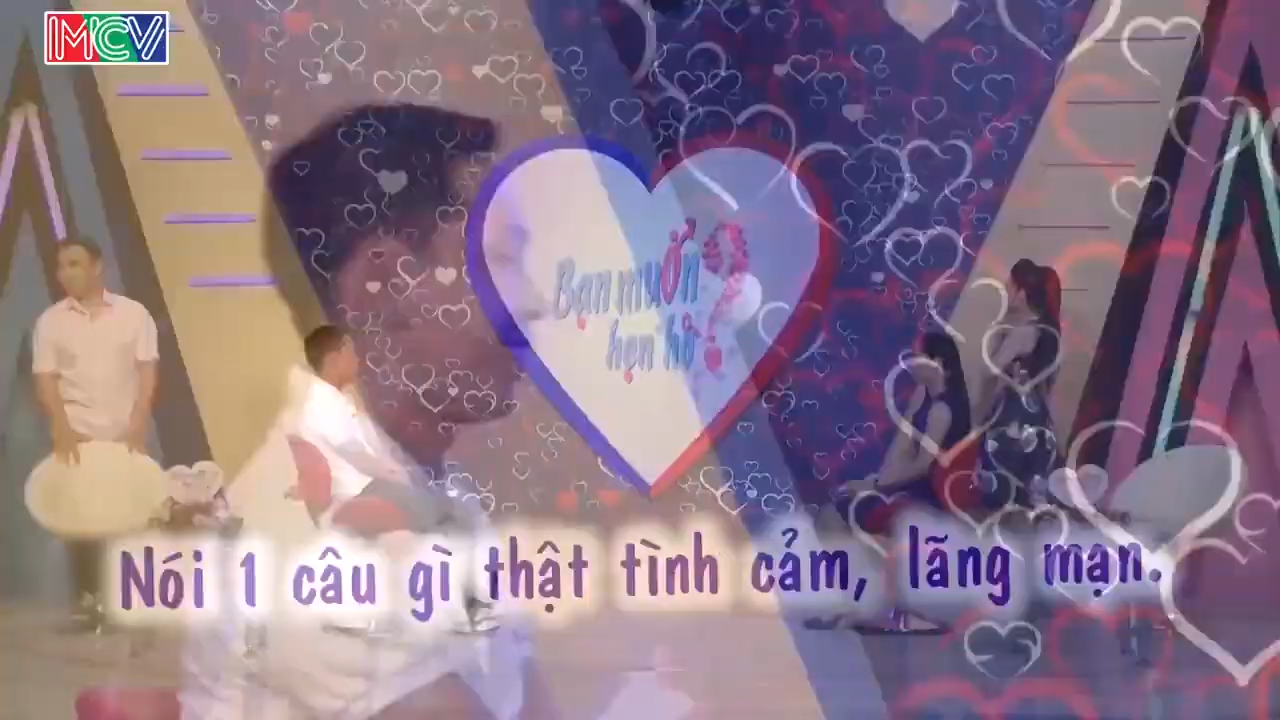 MCV
Bạn muốn
hẹn hò
Nói 1 câu gì thật tình cảm, lãng mạn.